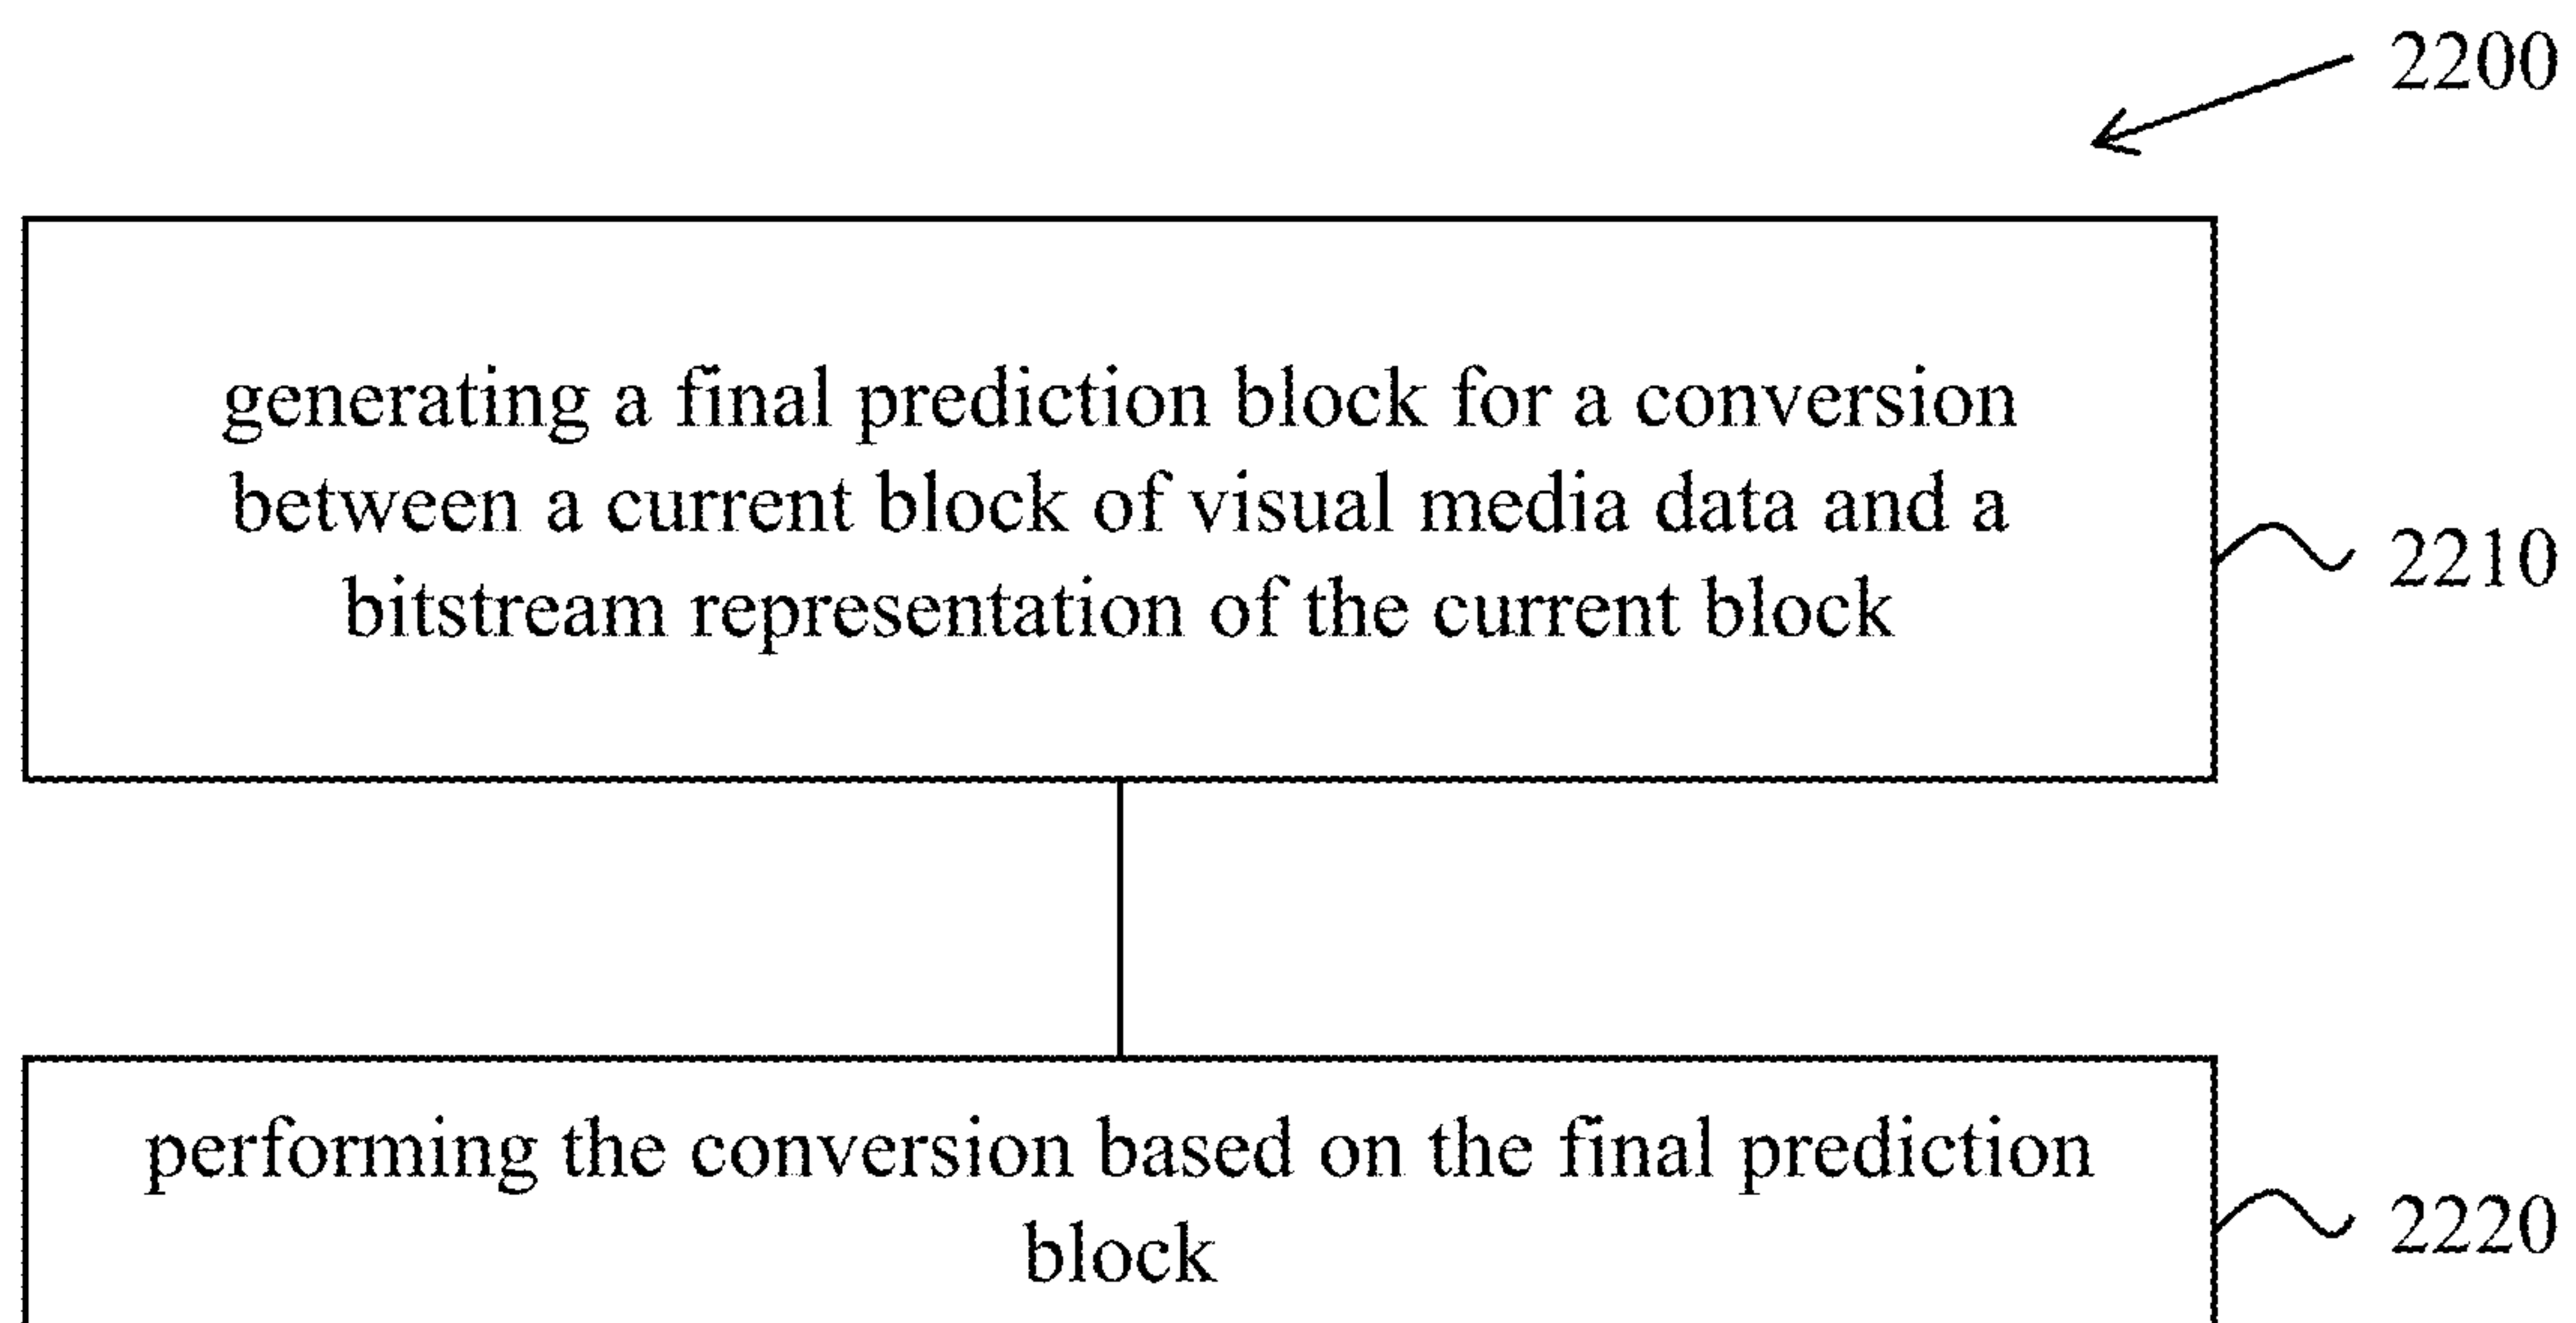 2200
generating a final prediction block for a conversion
between a current block of visual media data and a
bitstream representation of the current block
2210
performing the conversion based on the final prediction
block
2220